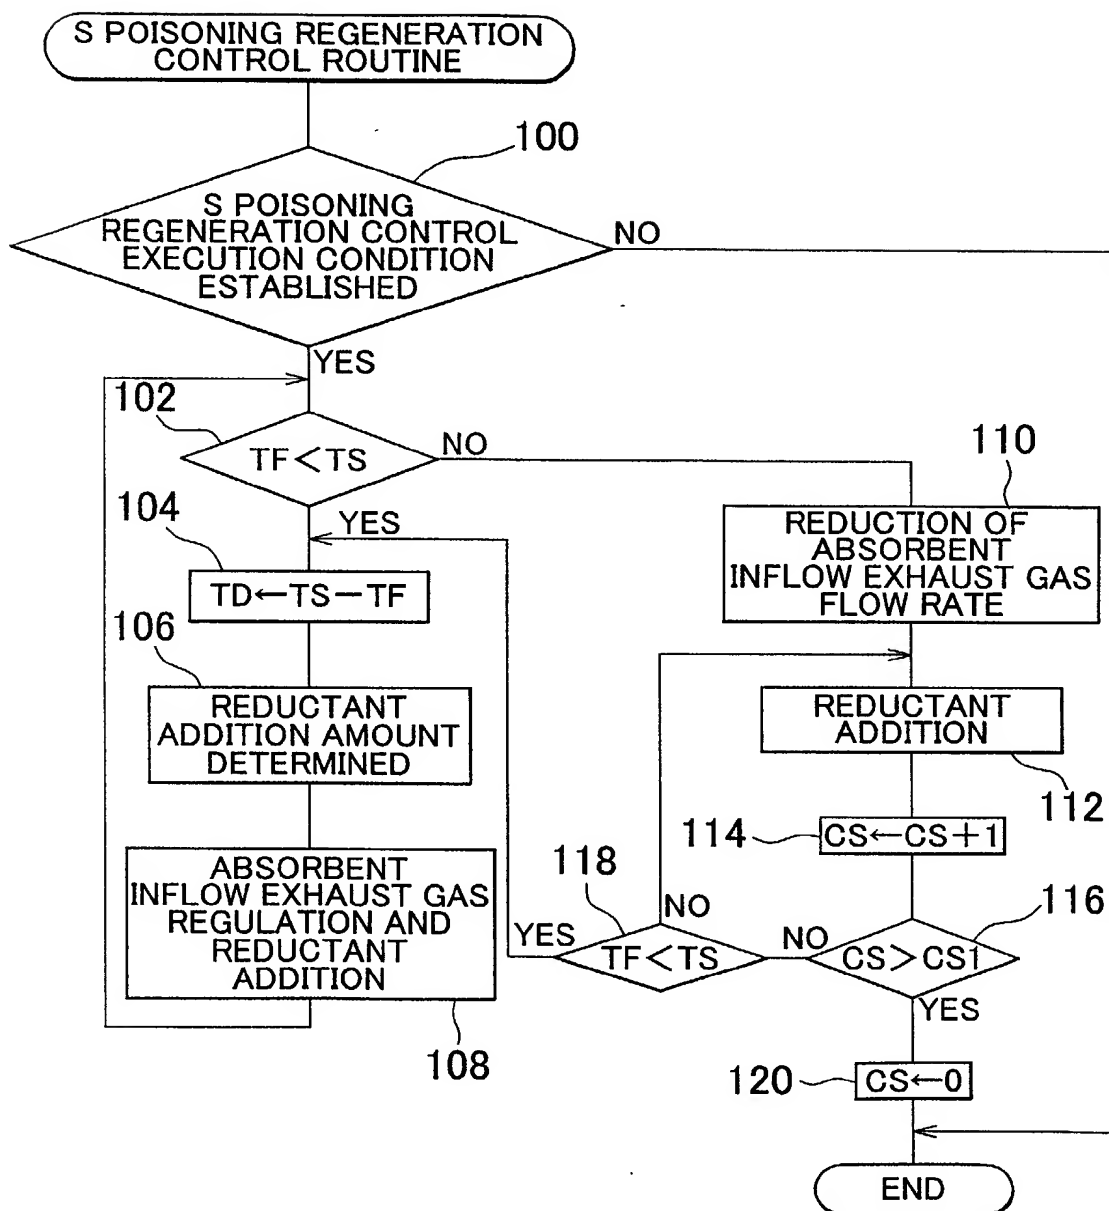 S POISONING REGENERATION
CONTROL ROUTINE
100
S POISONING
REGENERATION CONTROL
EXECUTION CONDITION
ESTABLISHED
NO
YES
102
TF<TS
NO
YES
104
TD←TS−TF
106
REDUCTANT
ADDITION AMOUNT
DETERMINED
ABSORBENT
INFLOW EXHAUST GAS
REGULATION AND
REDUCTANT
ADDITION
108
110
REDUCTION OF
ABSORBENT
INFLOW EXHAUST GAS
FLOW RATE
REDUCTANT
ADDITION
112
114
CS←CS+1
116
CS>CS1
NO
YES
118
TF<TS
NO
YES
120
CS←0
END